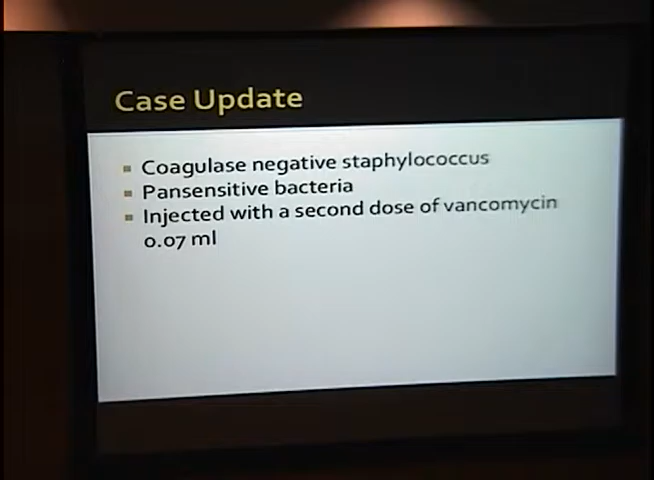 Case Update
Coagulase negative staphylococcus
Pansensitive bacteria
Injected with a second dose of vancomycin
0.07 ml